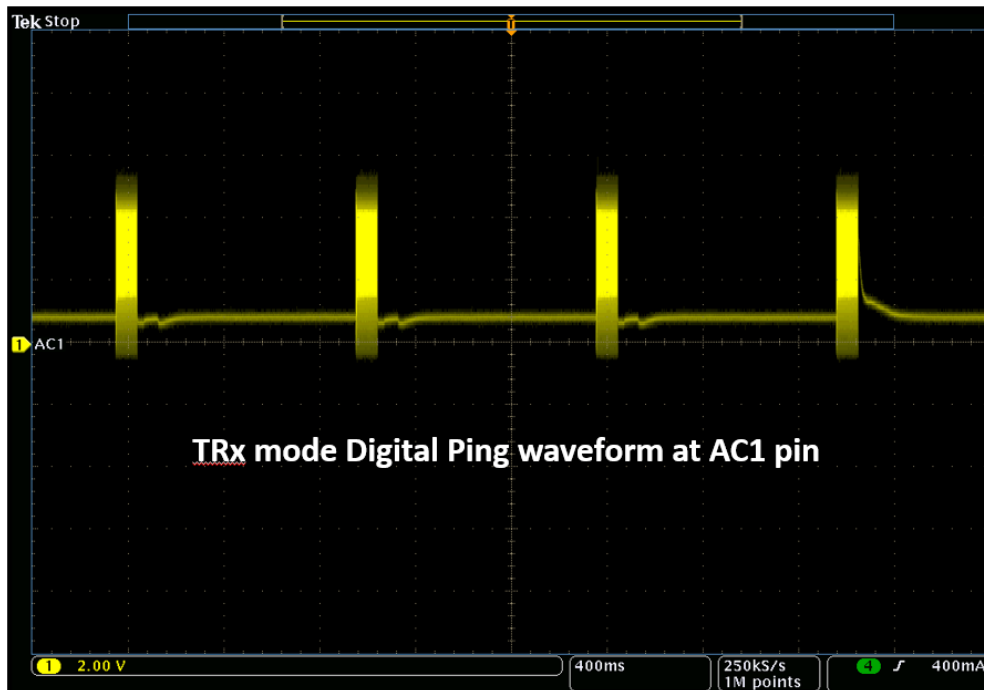 Tek Stop
1 AC1
TRx mode Digital Ping waveform at AC1 pin
1 2.00 V 400ms 250kS/s 4 400mA
1M points